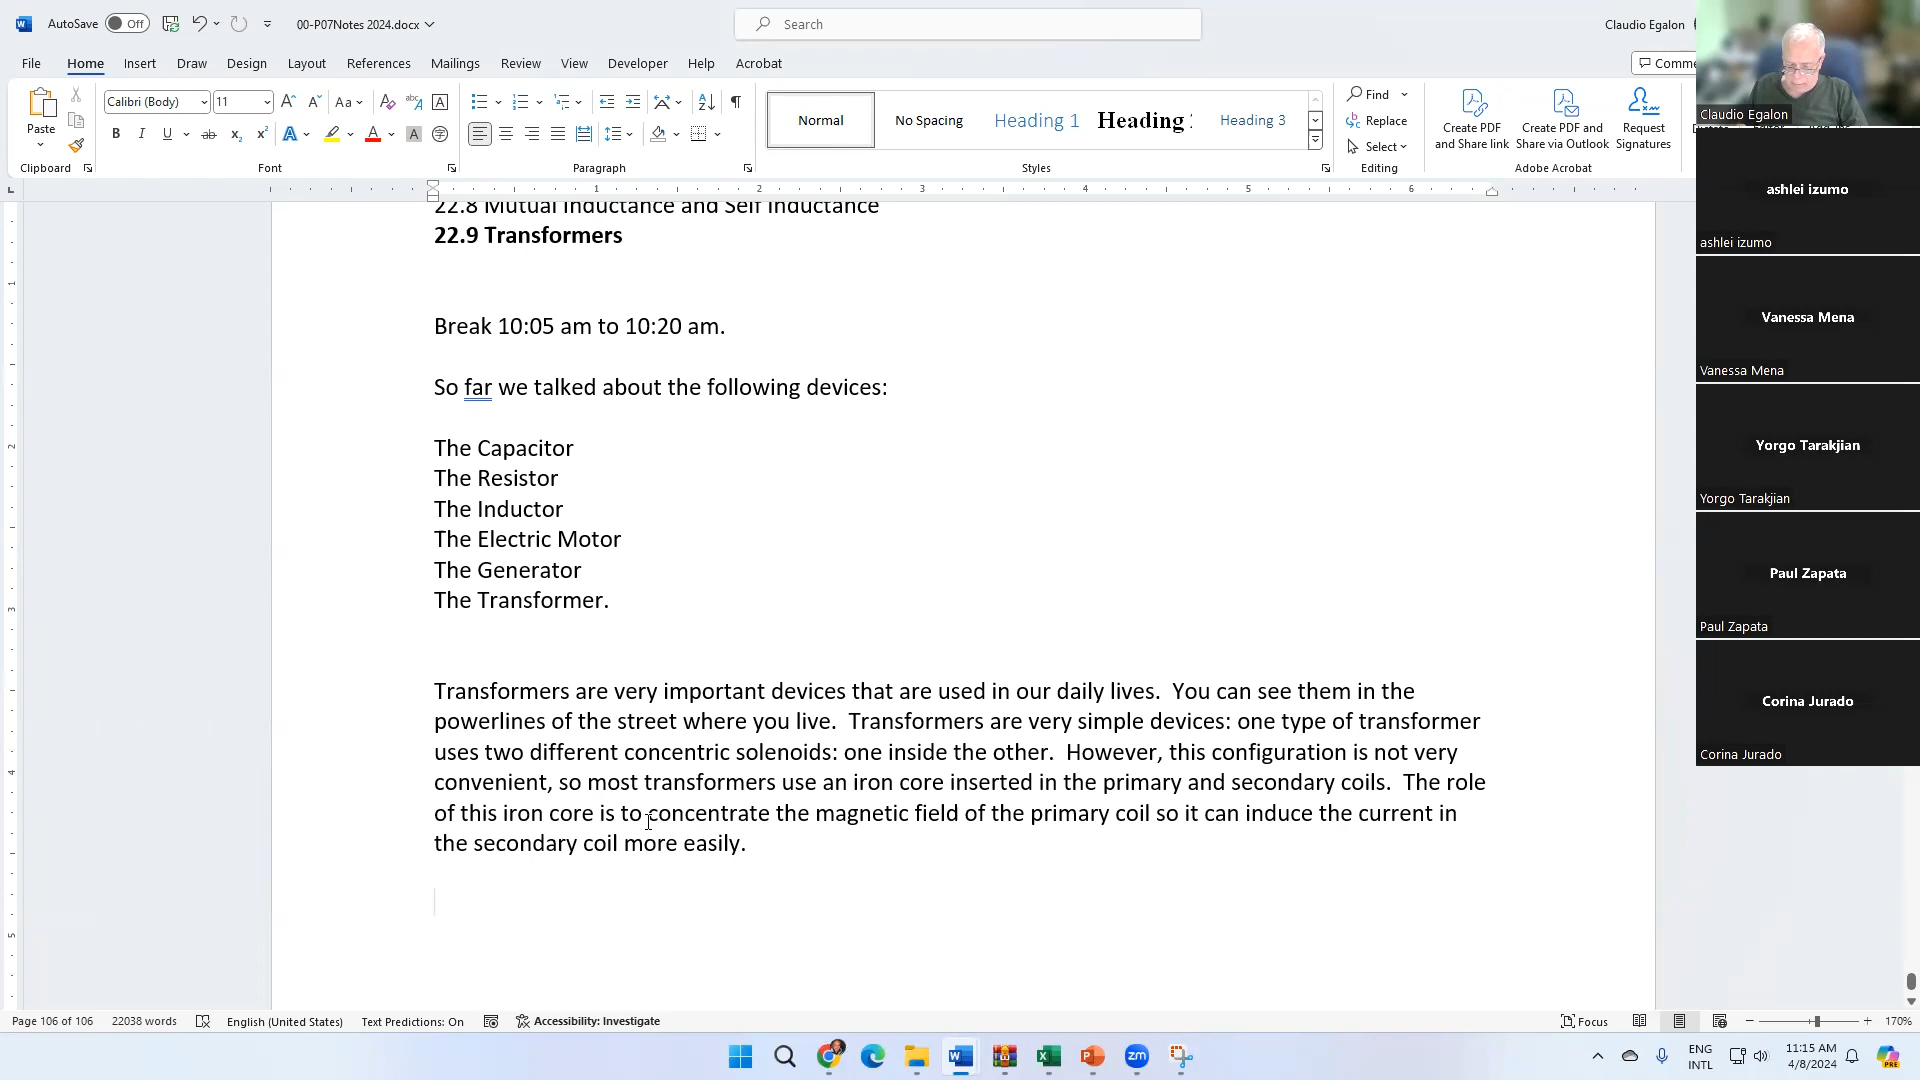 AutoSave Off 00-P07Notes 2024.docx Search Claudio Egalon
File Home Insert Draw Design Layout References Mailings Review View Developer Help Acrobat Comme
Paste Calibri (Body) 11 Aa Normal No Spacing Heading 1 Heading Heading 3 Find Replace Select
Create PDF and Share link
Create PDF and Share via Outlook
Request Signatures
Clipboard Font Paragraph Styles Editing Adobe Acrobat
22.8 Mutual Inductance and Self Inductance
22.9 Transformers
Break 10:05 am to 10:20 am.
So far we talked about the following devices:
The Capacitor
The Resistor
The Inductor
The Electric Motor
The Generator
The Transformer.
Transformers are very important devices that are used in our daily lives.  You can see them in the
powerlines of the street where you live.  Transformers are very simple devices: one type of transformer
uses two different concentric solenoids: one inside the other.  However, this configuration is not very
convenient, so most transformers use an iron core inserted in the primary and secondary coils.  The role
of this iron core is to concentrate the magnetic field of the primary coil so it can induce the current in
the secondary coil more easily.
Claudio Egalon
ashlei izumo
ashlei izumo
Vanessa Mena
Vanessa Mena
Yorgo Tarakjian
Yorgo Tarakjian
Paul Zapata
Paul Zapata
Corina Jurado
Corina Jurado
Page 106 of 106 22038 words English (United States) Text Predictions: On Accessibility: Investigate Focus 170%
ENG
INTL
11:15 AM
4/8/2024